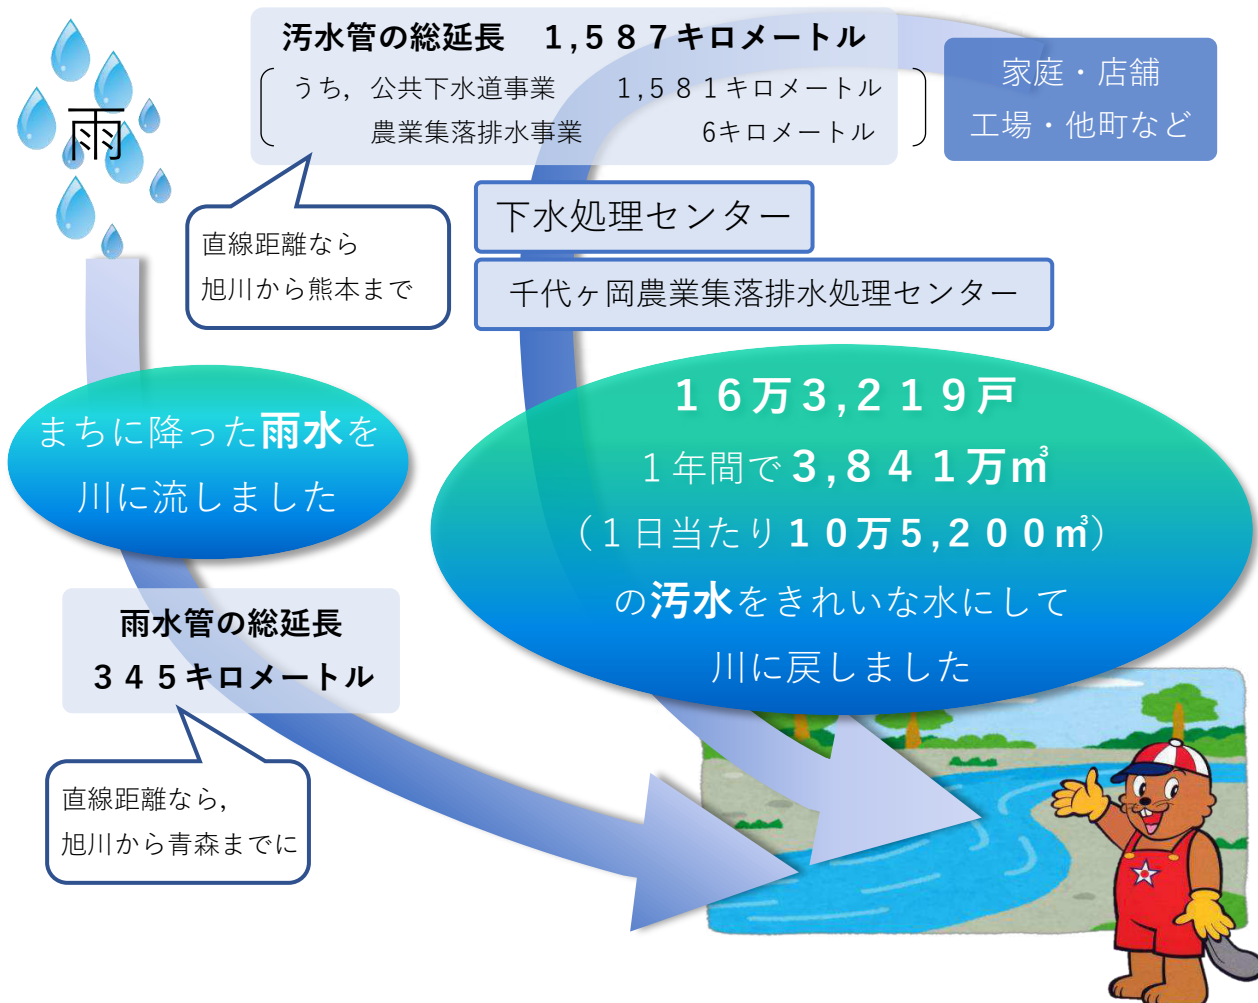 汚水管の総延長　１,５８７キロメートル
うち，公共下水道事業　　１,５８１キロメートル
農業集落排水事業　　　　6キロメートル
家庭・店舗
工場・他町など
雨
直線距離なら
旭川から熊本まで
下水処理センター
千代ヶ岡農業集落排水処理センター
まちに降った雨水を
川に流しました
１６万３,２１９戸
１年間で３,８４１万㎥
（１日当たり１０万５,２００㎥）
の汚水をきれいな水にして
川に戻しました
雨水管の総延長
３４５キロメートル
直線距離なら，
旭川から青森までに